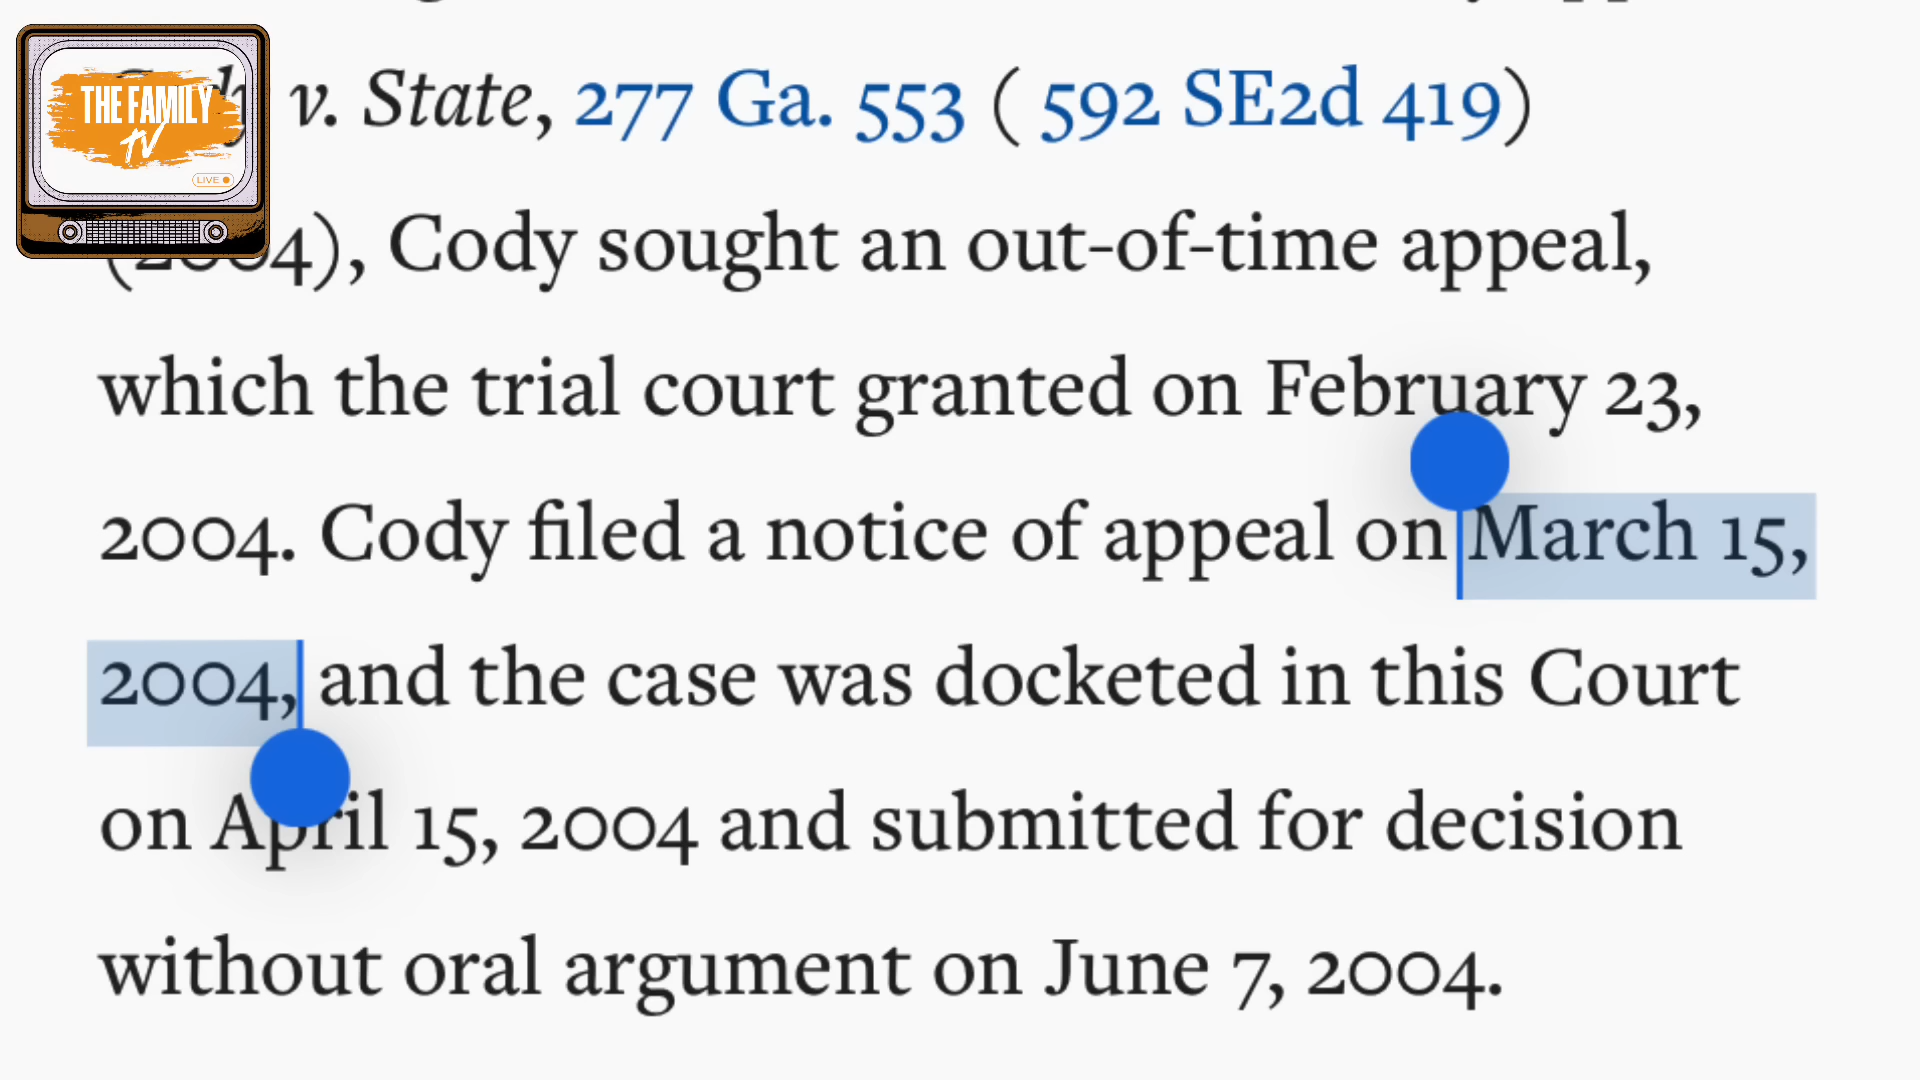 THE FAMILY
TV
LIVE
v. State, 277 Ga. 553 ( 592 SE2d 419)
(2004), Cody sought an out-of-time appeal,
which the trial court granted on February 23,
2004. Cody filed a notice of appeal on March 15,
2004, and the case was docketed in this Court
on April 15, 2004 and submitted for decision
without oral argument on June 7, 2004.